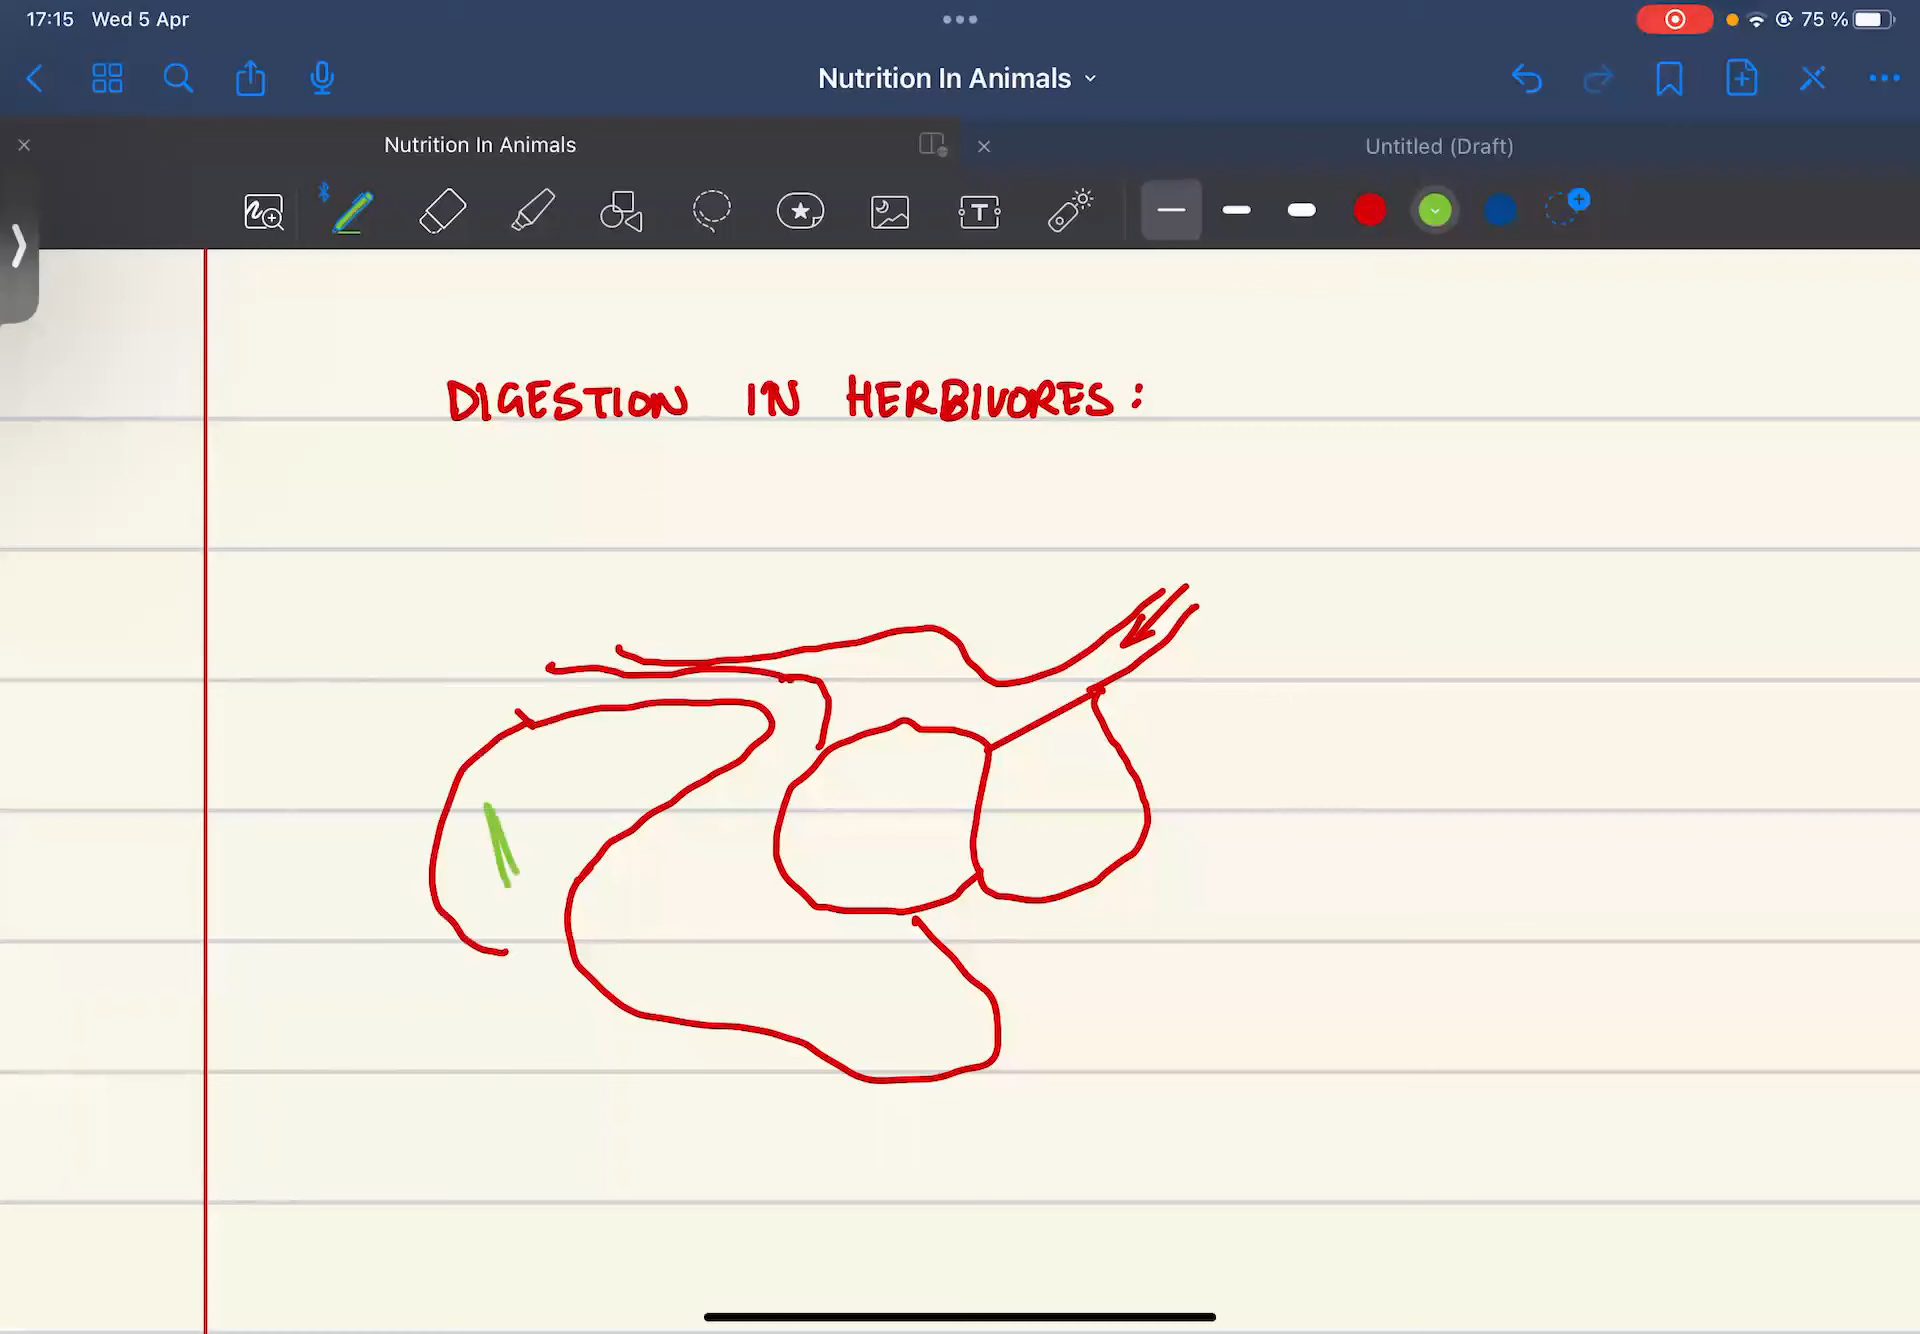 17:15 Wed 5 Apr
75 %
Nutrition In Animals
Nutrition In Animals
Untitled (Draft)
T
DIGESTION IN HERBIVORES: